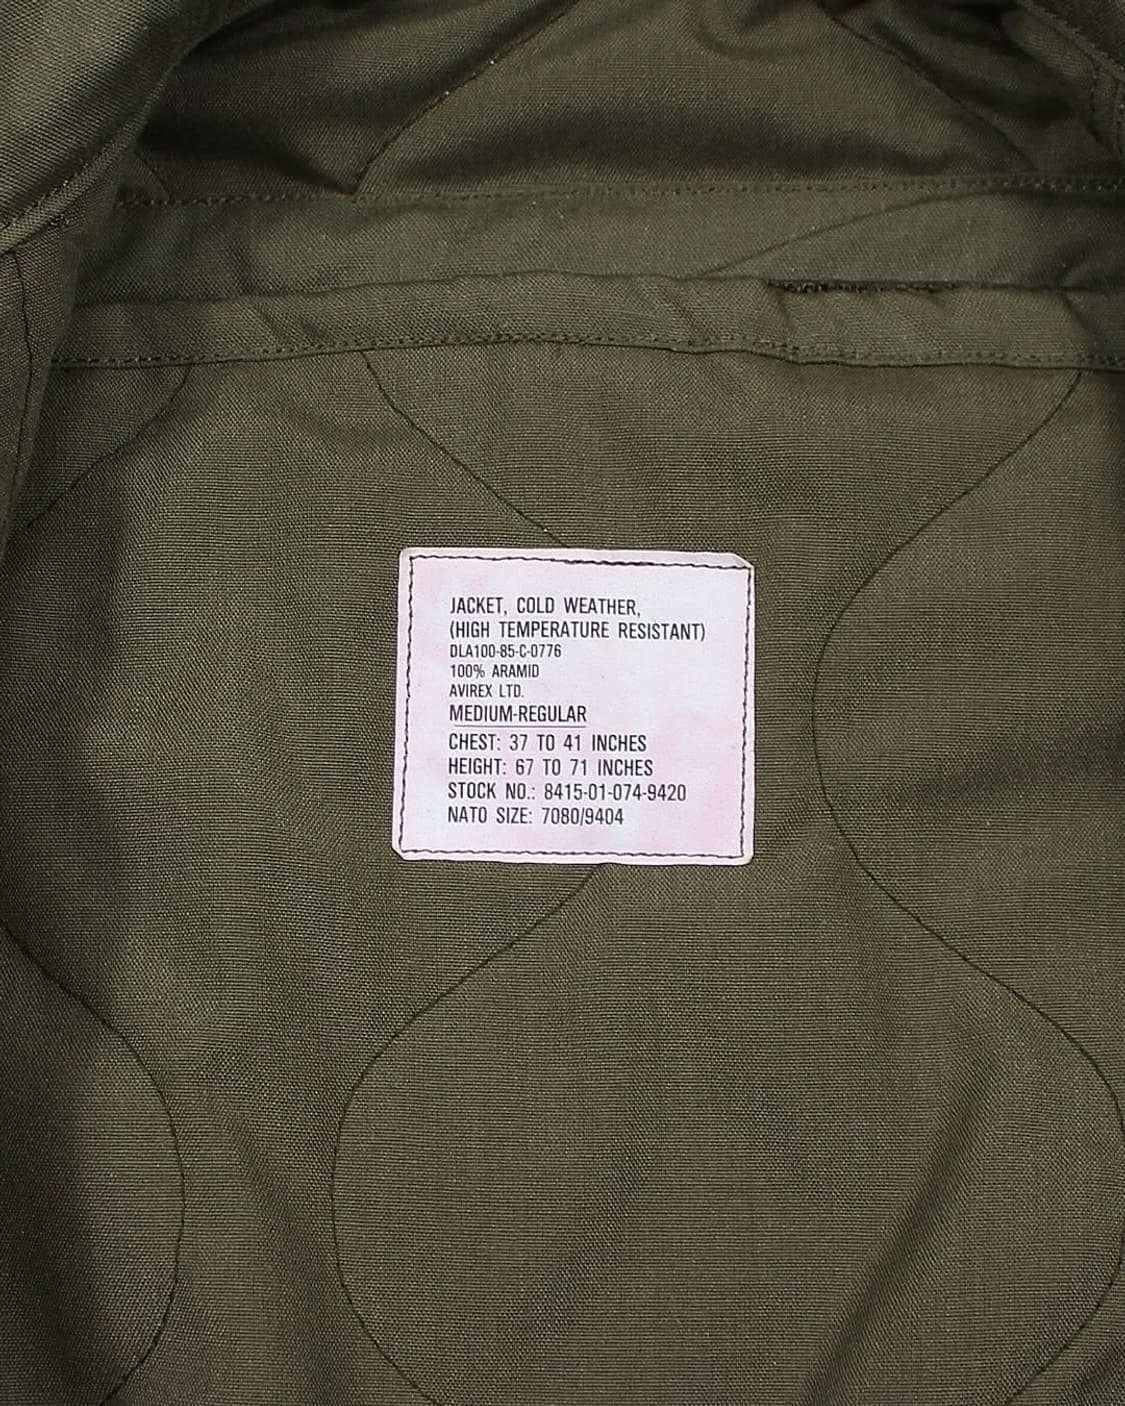 JACKET, COLD WEATHER,
(HIGH TEMPERATURE RESISTANT)
DLA100-85-C-0776
100% ARAMID
AVIREX LTD.
MEDIUM-REGULAR
CHEST: 37 TO 41 INCHES
HEIGHT: 67 TO 71 INCHES
STOCK NO.: 8415-01-074-9420
NATO SIZE: 7080/9404